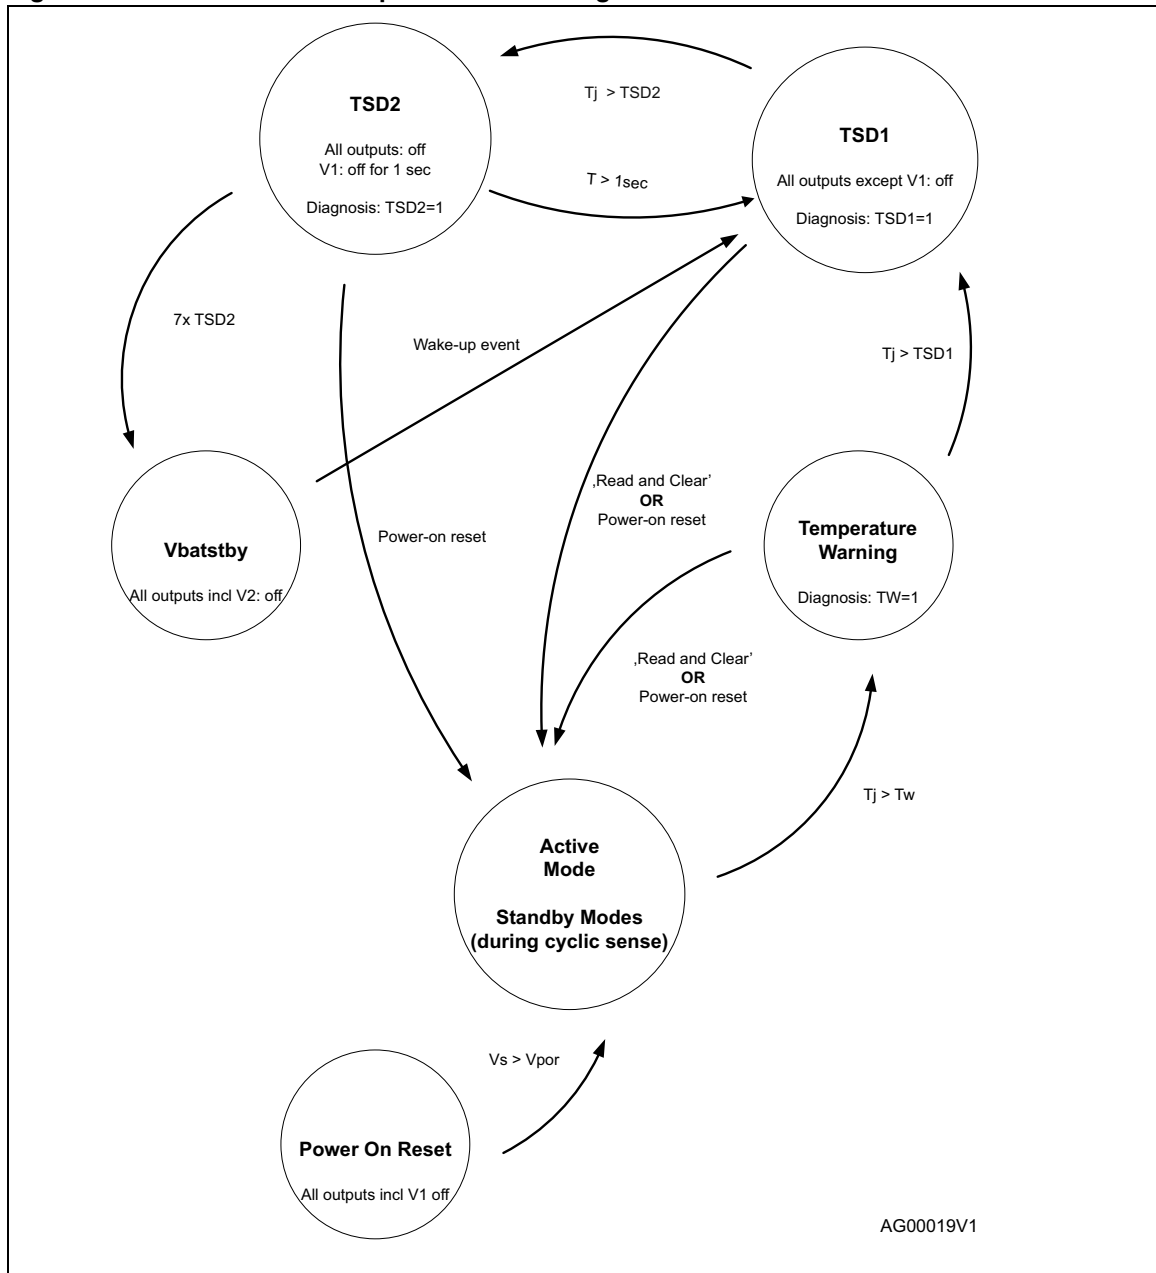 TSD2
All outputs: off
V1: off for 1 sec
Diagnosis: TSD2=1
Tj > TSD2
TSD1
All outputs except V1: off
Diagnosis: TSD1=1
T > 1sec
7x TSD2
Wake-up event
Tj > TSD1
Vbatstby
All outputs incl V2: off
Power-on reset
‚Read and Clear’
OR
Power-on reset
Temperature
Warning
Diagnosis: TW=1
‚Read and Clear’
OR
Power-on reset
Tj > Tw
Active
Mode
Standby Modes
(during cyclic sense)
Vs > Vpor
Power On Reset
All outputs incl V1 off
AG00019V1